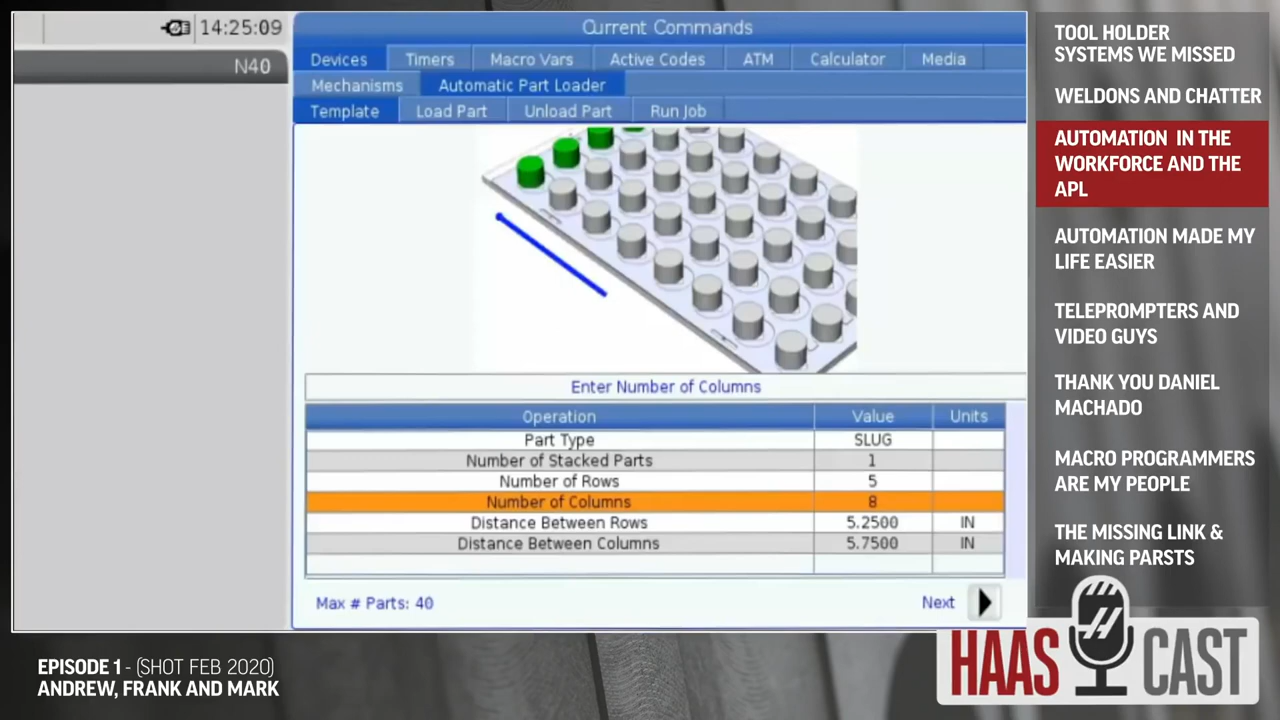 14:25:09
N40
Current Commands
Devices Timers Macro Vars Active Codes ATM Calculator Media
Mechanisms Automatic Part Loader
Template Load Part Unload Part Run Job
Enter Number of Columns
Operation Value Units
Part Type SLUG
Number of Stacked Parts 1
Number of Rows 5
Number of Columns 8
Distance Between Rows 5.2500 IN
Distance Between Columns 5.7500 IN
Max # Parts: 40
Next
TOOL HOLDER
SYSTEMS WE MISSED
WELDONS AND CHATTER
AUTOMATION IN THE
WORKFORCE AND THE
APL
AUTOMATION MADE MY
LIFE EASIER
TELEPROMPTERS AND
VIDEO GUYS
THANK YOU DANIEL
MACHADO
MACRO PROGRAMMERS
ARE MY PEOPLE
THE MISSING LINK &
MAKING PARSTS
EPISODE 1 - (SHOT FEB 2020)
ANDREW, FRANK AND MARK
HAAS CAST